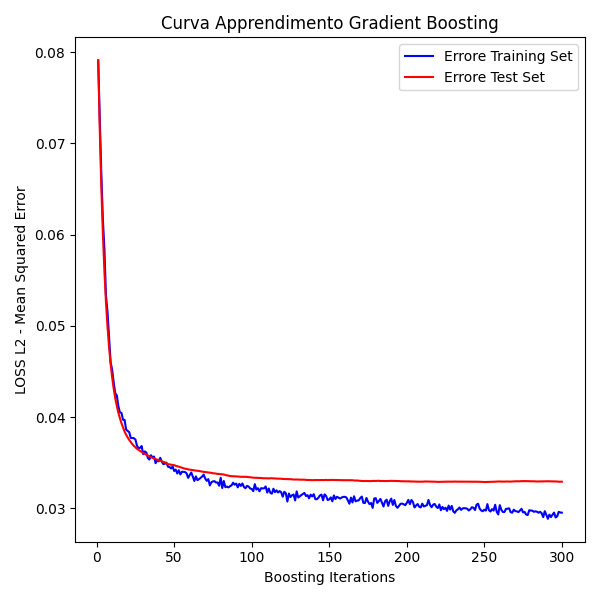 Curva Apprendimento Gradient Boosting
Errore Training Set
Errore Test Set
LOSS L2 - Mean Squared Error
0.08
0.07
0.06
0.05
0.04
0.03
0 50 100 150 200 250 300
Boosting Iterations